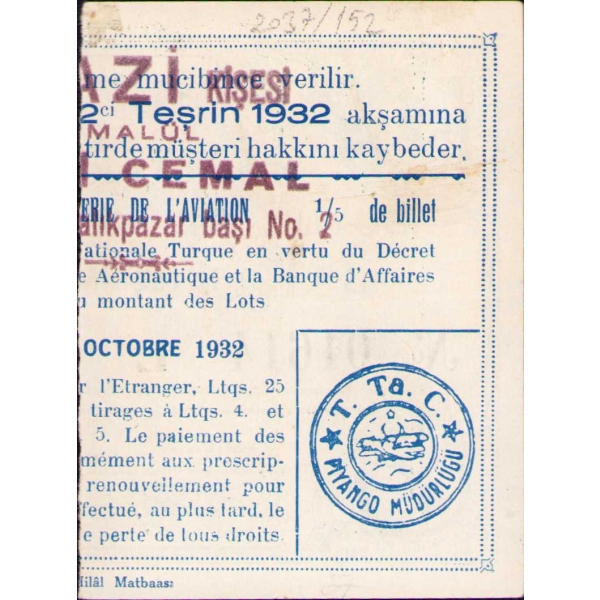 2037/152
AZİ KİŞESİ
me mucibince verilir.
2ci Teşrin 1932 akşamına
MALÛL
tirde müşteri hakkını kaybeder.
İ CEMAL
ERIE DE L'AVIATION 1/5 de billet
alıkpazar başı No. 2
ationale Turque en vertu du Décret
e Aéronautique et la Banque d'Affaires
u montant des Lots
OCTOBRE 1932
r l'Etranger, Ltqs. 25
tirages à Ltqs. 4. et
5. Le paiement des
mément aux prescrip-
renouvellement pour
ffectué, au plus tard, le
e perte de tous droits.
T. Ta. C.
PİYANGO MÜDÜRLÜĞÜ
Hilâl Matbaası